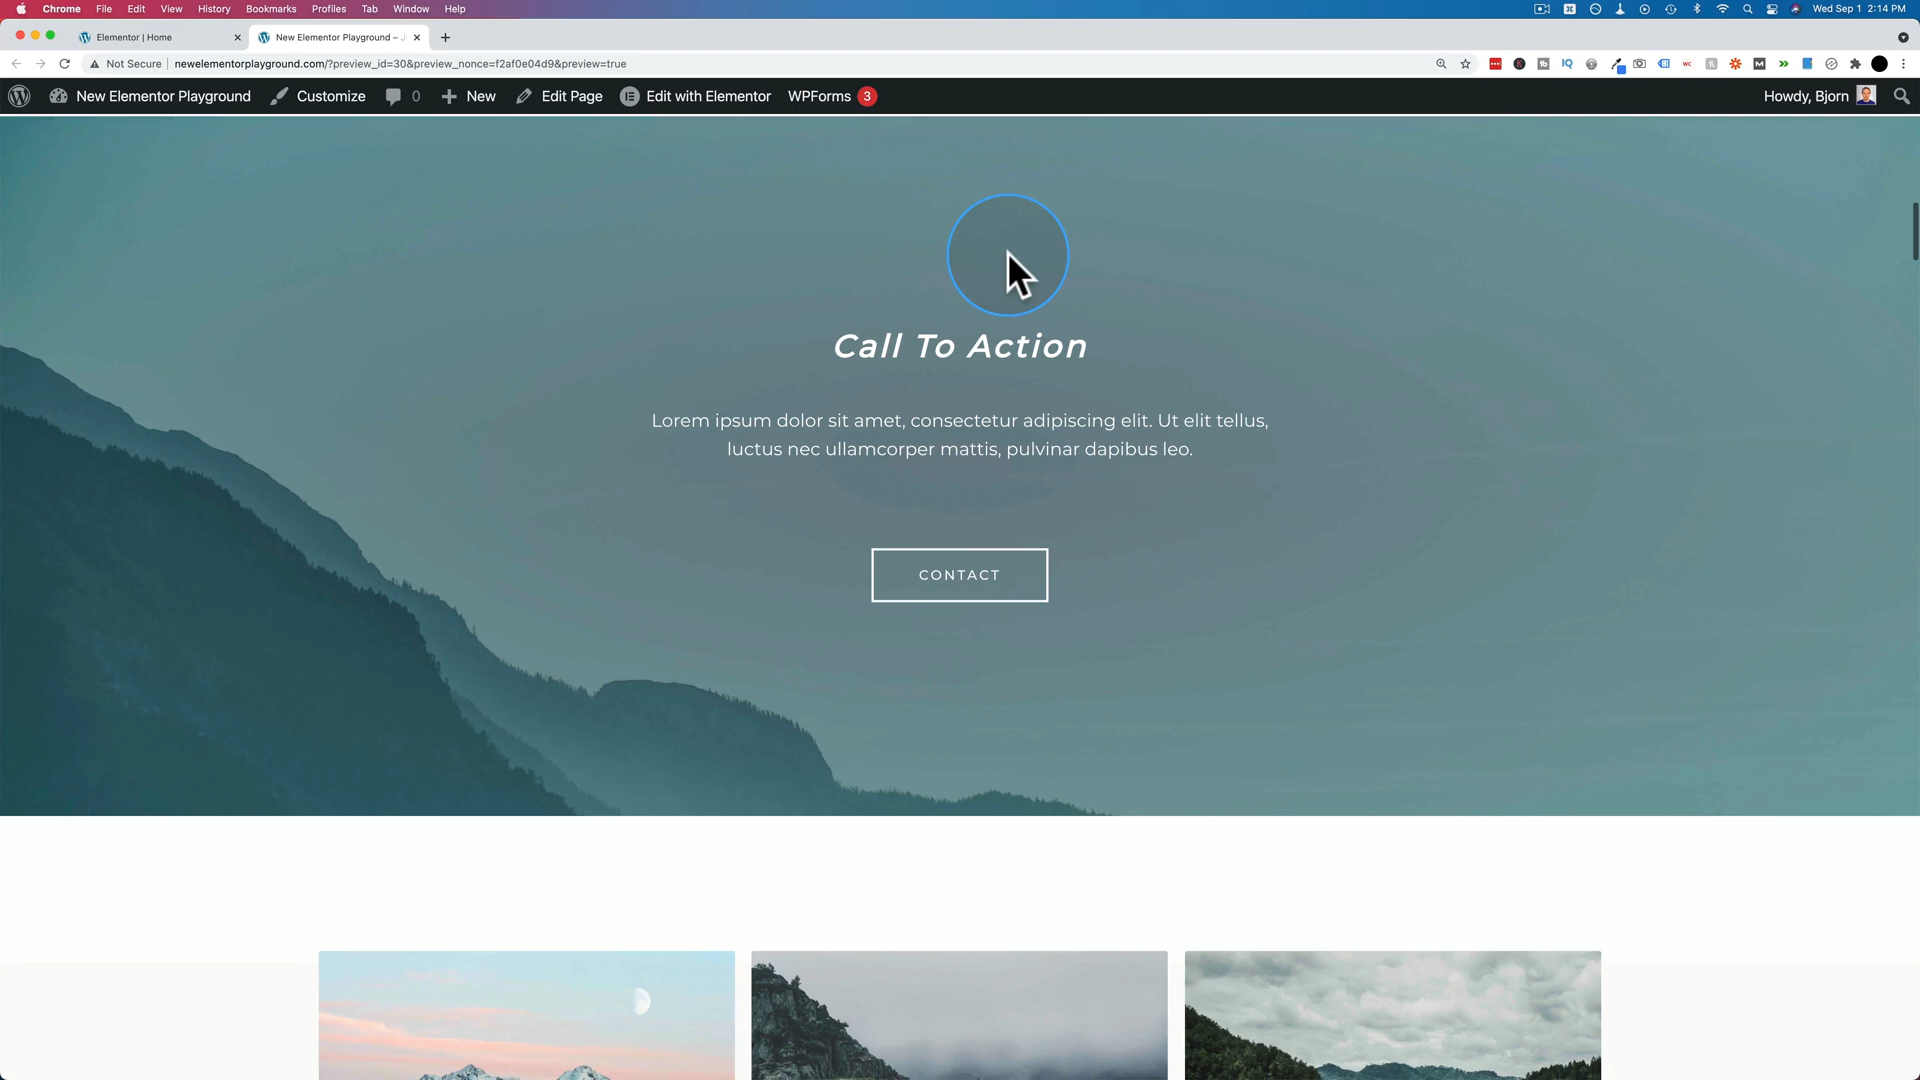 Chrome File Edit View History Bookmarks Profiles Tab Window Help Wed Sep 1 2:14 PM
Elementor | Home New Elementor Playground –
Not Secure newelementorplayground.com/?preview_id=30&preview_nonce=f2af0e04d9&preview=true IQ
New Elementor Playground Customize 0 New Edit Page Edit with Elementor WPForms 3 Howdy, Bjorn
Call To Action
Lorem ipsum dolor sit amet, consectetur adipiscing elit. Ut elit tellus,
luctus nec ullamcorper mattis, pulvinar dapibus leo.
CONTACT